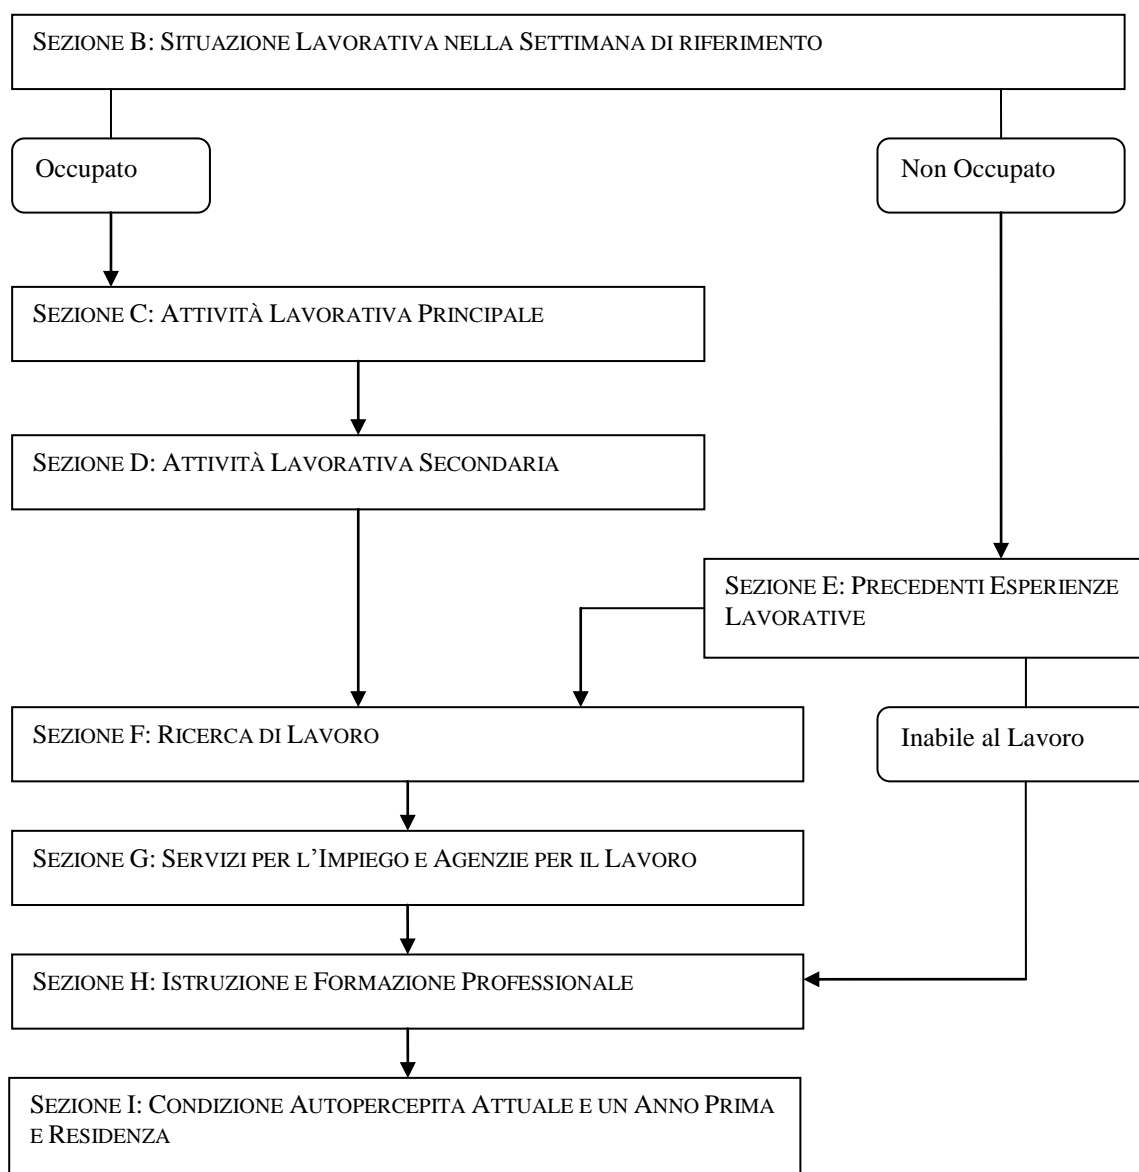 SEZIONE B: SITUAZIONE LAVORATIVA NELLA SETTIMANA DI RIFERIMENTO
Occupato
Non Occupato
SEZIONE C: ATTIVITÀ LAVORATIVA PRINCIPALE
SEZIONE D: ATTIVITÀ LAVORATIVA SECONDARIA
SEZIONE E: PRECEDENTI ESPERIENZE
LAVORATIVE
SEZIONE F: RICERCA DI LAVORO
Inabile al Lavoro
SEZIONE G: SERVIZI PER L’IMPIEGO E AGENZIE PER IL LAVORO
SEZIONE H: ISTRUZIONE E FORMAZIONE PROFESSIONALE
SEZIONE I: CONDIZIONE AUTOPERCEPITA ATTUALE E UN ANNO PRIMA
E RESIDENZA